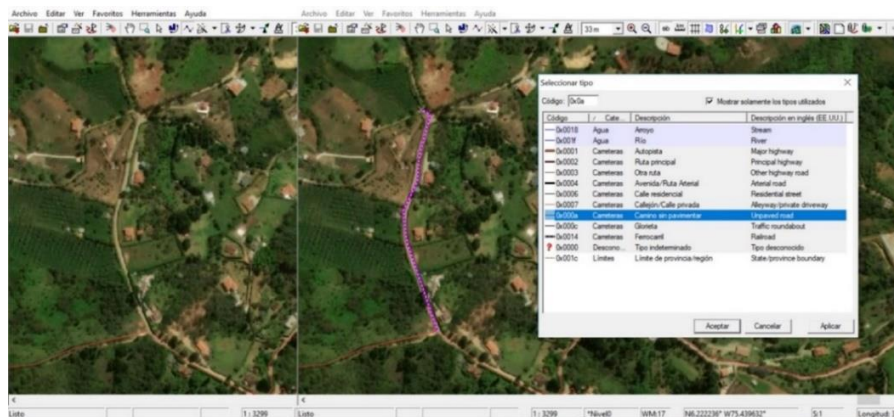 Archivo Editar Ver Favoritos Herramientas Ayuda
Archivo Editar Ver Favoritos Herramientas Ayuda
33 m
Seleccionar tipo
Código: 0x0a
Mostrar solamente los tipos utilizados
Código / Cate... Descripción Descripción en inglés (EE.UU.)
0x0018 Agua Arroyo Stream
0x001f Agua Río River
0x0001 Carreteras Autopista Major highway
0x0002 Carreteras Ruta principal Principal highway
0x0003 Carreteras Otra ruta Other highway road
0x0004 Carreteras Avenida/Ruta Arterial Arterial road
0x0006 Carreteras Calle residencial Residential street
0x0007 Carreteras Callejón/Calle privada Alleyway/private driveway
0x000a Carreteras Camino sin pavimentar Unpaved road
0x000c Carreteras Glorieta Traffic roundabout
0x0014 Carreteras Ferrocarril Railroad
0x0000 Descono... Tipo indeterminado Tipo desconocido
0x001c Límites Límite de provincia/región State/province boundary
Aceptar Cancelar Aplicar
Listo 1 : 3299 Listo 1 : 3299 *Nivel0 WM:17 N6.222236° W75.439632° S:1 Longitud: